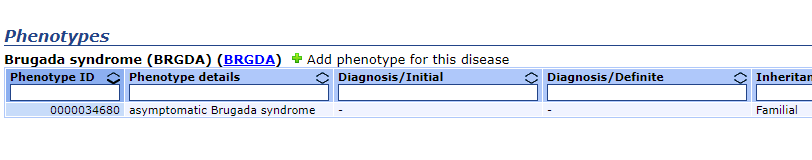 Phenotypes
Brugada syndrome (BRGDA) (BRGDA) Add phenotype for this disease
Phenotype ID Phenotype details Diagnosis/Initial Diagnosis/Definite Inheritan
0000034680 asymptomatic Brugada syndrome - - Familial